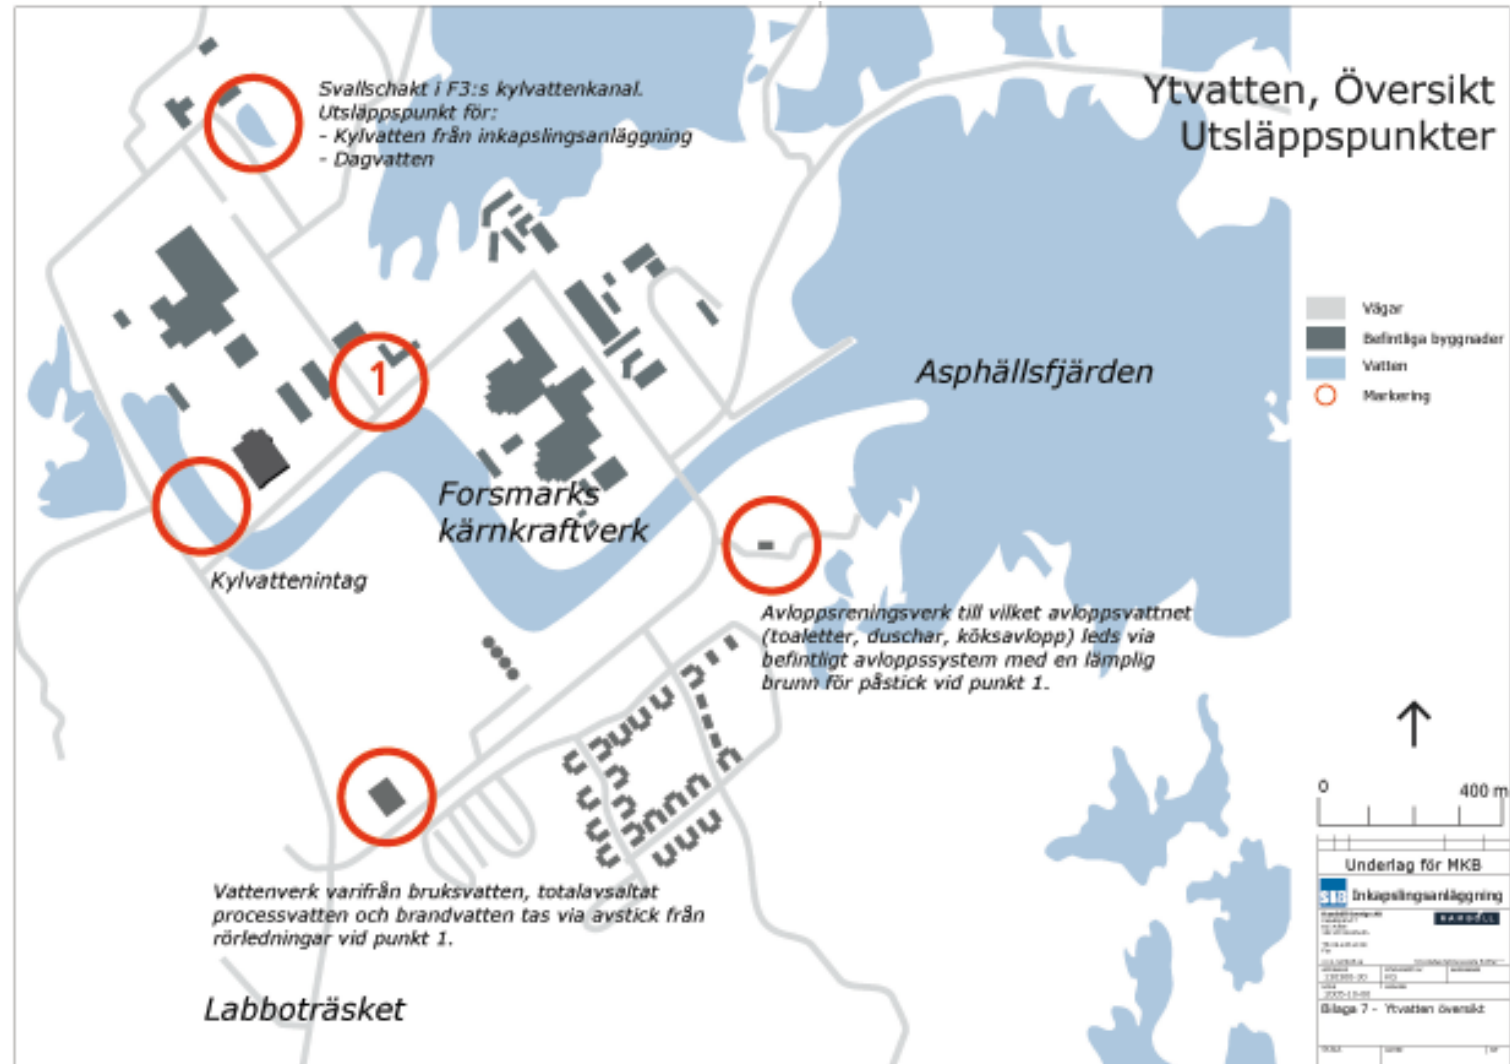 Ytvatten, Översikt
Utsläppspunkter
Svallschakt i F3:s kylvattenkanal.
Utsläppspunkt för:
- Kylvatten från inkapslingsanläggning
- Dagvatten
Vägar
Befintliga byggnader
Vatten
Markering
Asphällsfjärden
1
Forsmarks
kärnkraftverk
Kylvattenintag
Avloppsreningsverk till vilket avloppsvattnet
(toaletter, duschar, köksavlopp) leds via
befintligt avloppssystem med en lämplig
brunn för påstick vid punkt 1.
Vattenverk varifrån bruksvatten, totalavsaltat
processvatten och brandvatten tas via avstick från
rörledningar vid punkt 1.
Labboträsket
0 400 m
Underlag för MKB
SKB Inkapslingsanläggning
RAMBØLL
Bilaga 7 - Ytvatten översikt